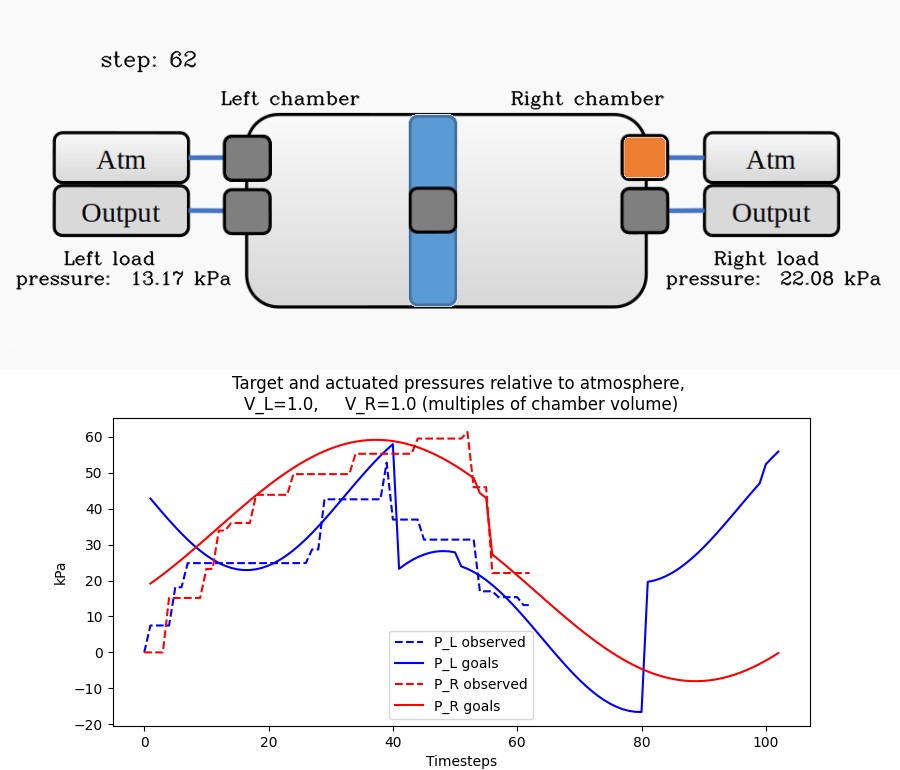 step: 62
Left chamber
Right chamber
Atm
Atm
Output
Output
Left load
pressure: 13.17 kPa
Right load
pressure: 22.08 kPa
Target and actuated pressures relative to atmosphere,
V_L=1.0, V_R=1.0 (multiples of chamber volume)
60
50
40
30
20
10
0
−10
−20
kPa
P_L observed
P_L goals
P_R observed
P_R goals
0 20 40 60 80 100
Timesteps